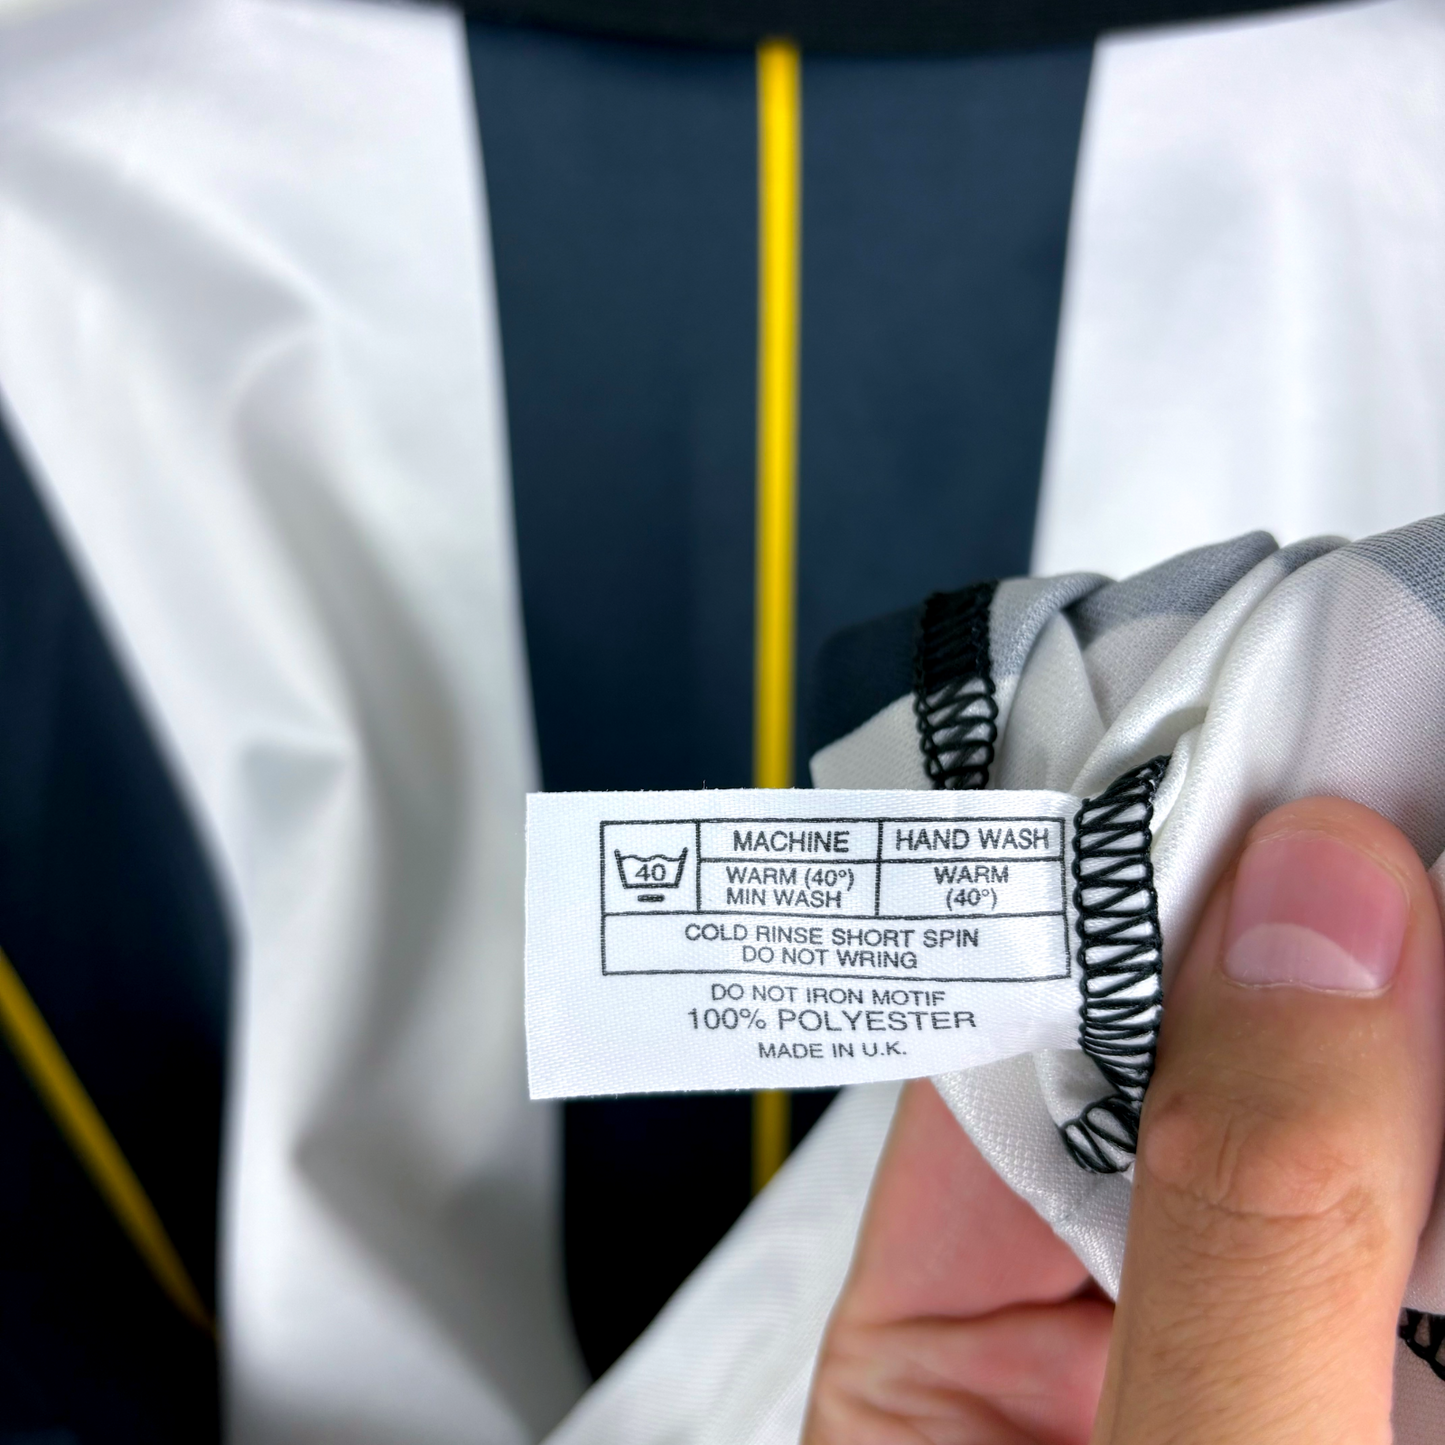 40
MACHINE
HAND WASH
WARM (40°)
MIN WASH
WARM
(40°)
COLD RINSE SHORT SPIN
DO NOT WRING
DO NOT IRON MOTIF
100% POLYESTER
MADE IN U.K.